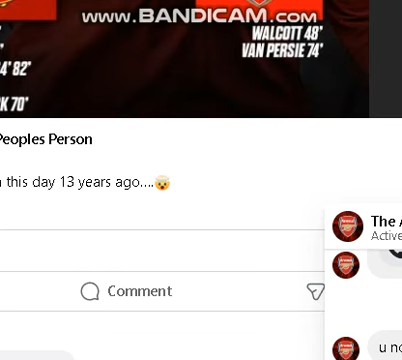 www.BANDICAM.com
WALCOTT 48'
VAN PERSIE 74'
4' 82'
K 70'
Peoples Person
this day 13 years ago....🤯
The A
Active
Comment
u no